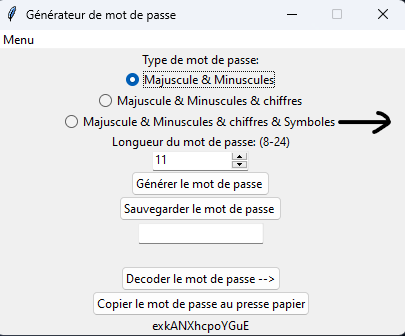 Générateur de mot de passe
Menu
Type de mot de passe:
Majuscule & Minuscules
Majuscule & Minuscules & chiffres
Majuscule & Minuscules & chiffres & Symboles
Longueur du mot de passe: (8-24)
11
Générer le mot de passe
Sauvegarder le mot de passe
Decoder le mot de passe -->
Copier le mot de passe au presse papier
exkANXhcpoYGuE